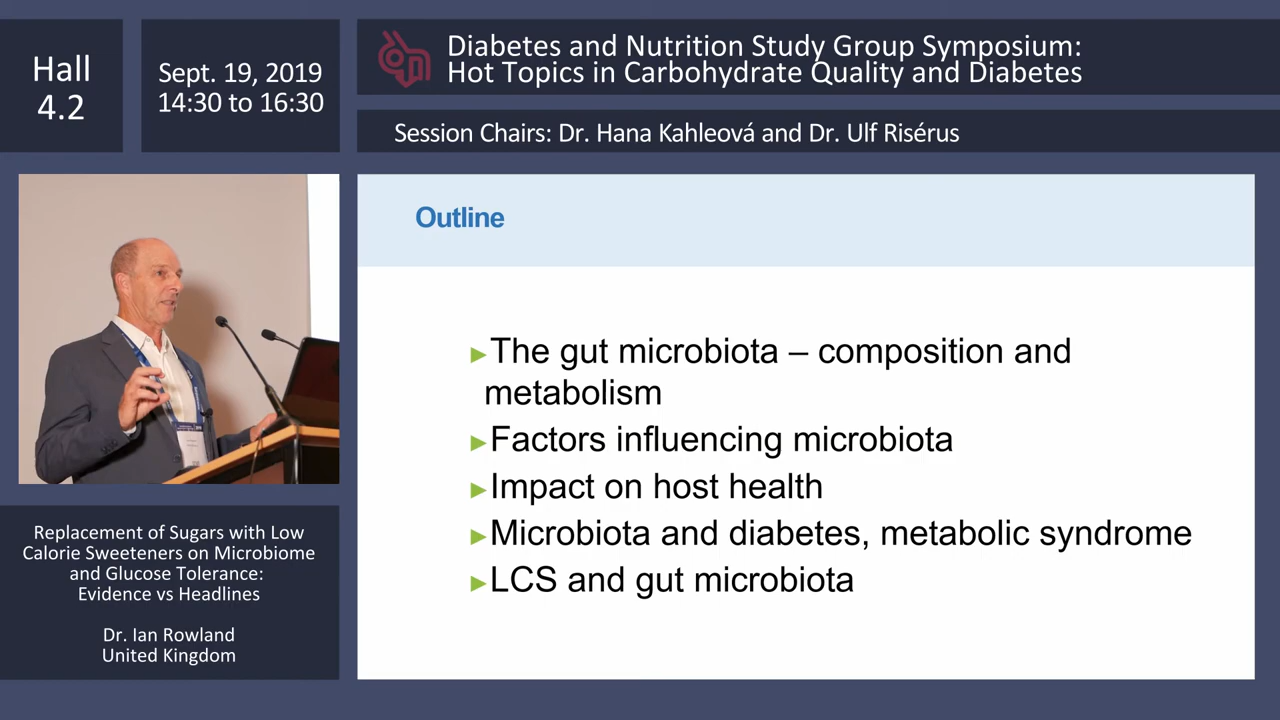 Hall
4.2
Sept. 19, 2019
14:30 to 16:30
Diabetes and Nutrition Study Group Symposium:
Hot Topics in Carbohydrate Quality and Diabetes
Session Chairs: Dr. Hana Kahleová and Dr. Ulf Risérus
Outline
►The gut microbiota – composition and
metabolism
►Factors influencing microbiota
►Impact on host health
►Microbiota and diabetes, metabolic syndrome
►LCS and gut microbiota
Replacement of Sugars with Low
Calorie Sweeteners on Microbiome
and Glucose Tolerance:
Evidence vs Headlines
Dr. Ian Rowland
United Kingdom